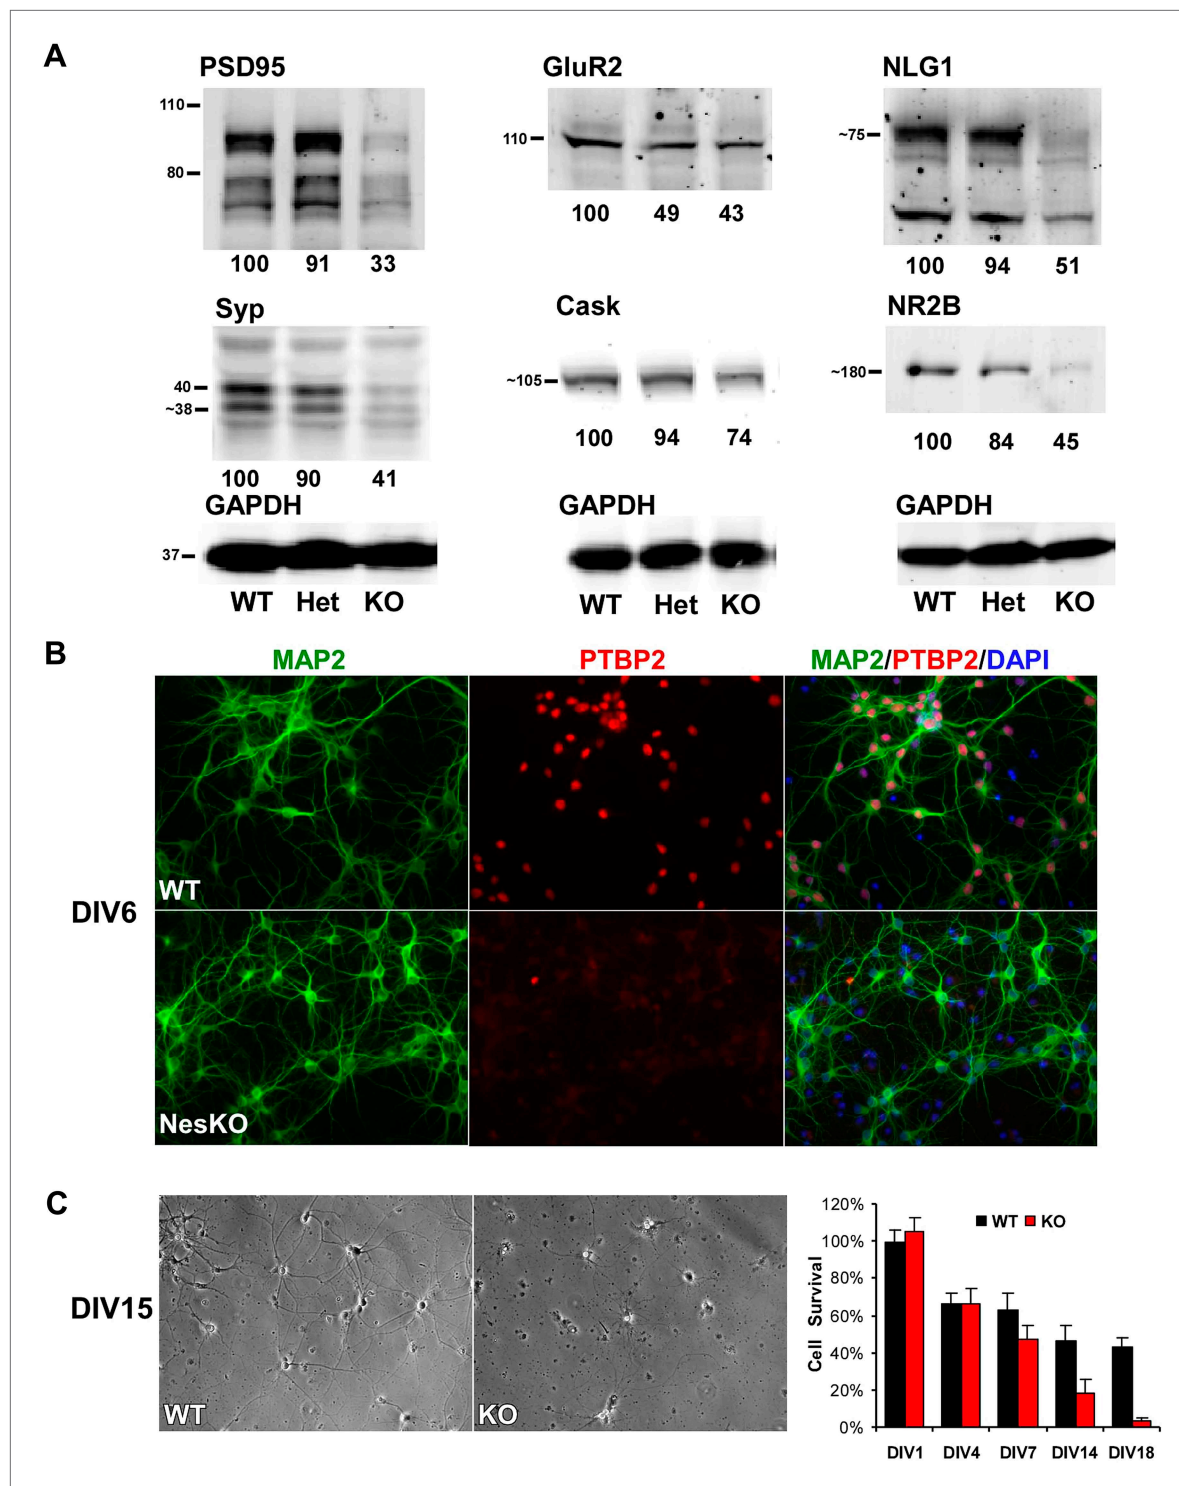 A
PSD95 GluR2 NLG1
110
80
110
~75
100 91 33
100 49 43
100 94 51
Syp Cask NR2B
40
~38
~105
~180
100 90 41
100 94 74
100 84 45
GAPDH GAPDH GAPDH
37
WT Het KO WT Het KO WT Het KO
B
MAP2 PTBP2 MAP2/PTBP2/DAPI
DIV6
WT
NesKO
C
DIV15
WT KO
Cell Survival
120%
100%
80%
60%
40%
20%
0%
WT KO
DIV1 DIV4 DIV7 DIV14 DIV18